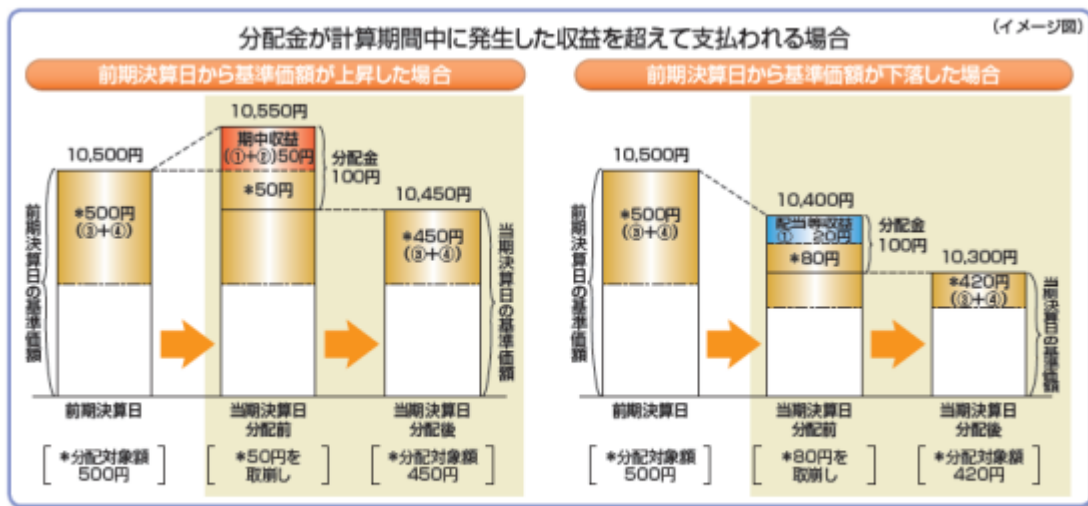 (イメージ図)
分配金が計算期間中に発生した収益を超えて支払われる場合
前期決算日から基準価額が上昇した場合
10,550円
期中収益
(①+②)50円
10,500円
分配金
100円
*50円
10,450円
*500円
(③+④)
*450円
(③+④)
前期決算日の基準価額
当期決算日の基準価額
前期決算日
当期決算日
分配前
当期決算日
分配後
*分配対象額
500円
*50円を
取崩し
*分配対象額
450円
前期決算日から基準価額が下落した場合
10,500円
10,400円
*500円
(③+④)
配当等収益
① 20円
分配金
100円
*80円
10,300円
*420円
(③+④)
前期決算日の基準価額
当期決算日の基準価額
前期決算日
当期決算日
分配前
当期決算日
分配後
*分配対象額
500円
*80円を
取崩し
*分配対象額
420円